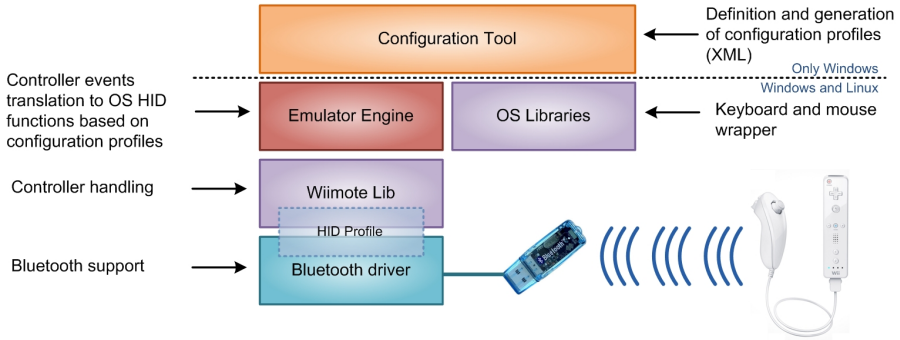 Configuration Tool
Definition and generation
of configuration profiles
(XML)
Only Windows
Windows and Linux
Controller events
translation to OS HID
functions based on
configuration profiles
Emulator Engine
OS Libraries
Keyboard and mouse
wrapper
Controller handling
Wiimote Lib
HID Profile
Bluetooth support
Bluetooth driver
Bluetooth
Wii